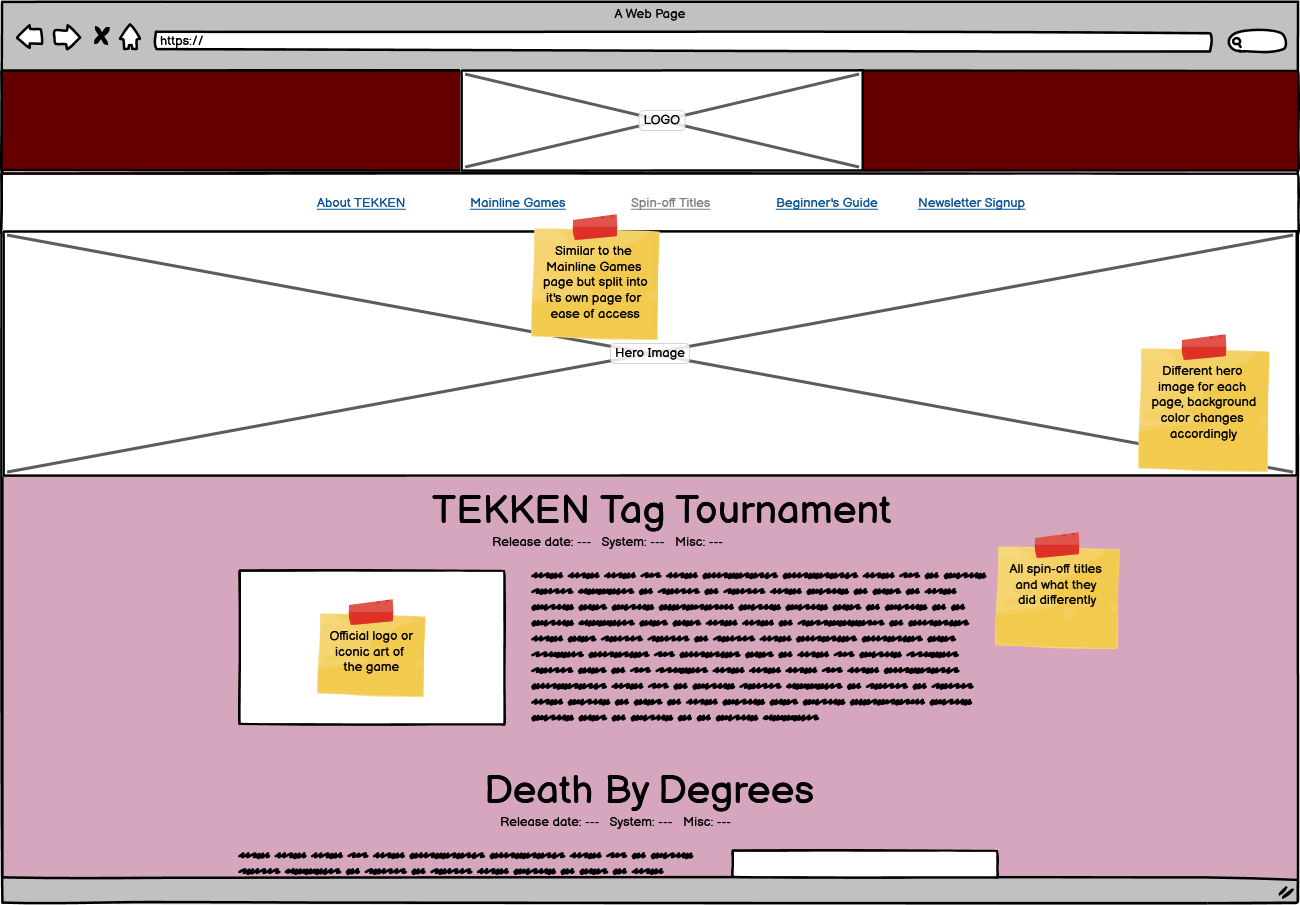 A Web Page
https://
LOGO
About TEKKEN
Mainline Games
Spin-off Titles
Beginner's Guide
Newsletter Signup
Similar to the
Mainline Games
page but split into
it's own page for
ease of access
Hero Image
Different hero
image for each
page, background
color changes
accordingly
TEKKEN Tag Tournament
Release date: --- System: --- Misc: ---
All spin-off titles
and what they
did differently
Official logo or
iconic art of
the game
Death By Degrees
Release date: --- System: --- Misc: ---